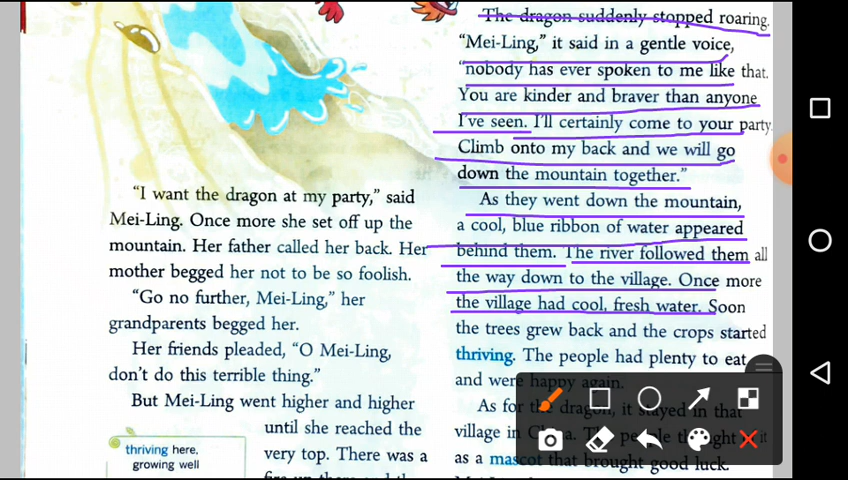 "I want the dragon at my party," said
Mei-Ling. Once more she set off up the
mountain. Her father called her back. Her
mother begged her not to be so foolish.
"Go no further, Mei-Ling," her
grandparents begged her.
Her friends pleaded, "O Mei-Ling,
don't do this terrible thing."
But Mei-Ling went higher and higher
until she reached the
very top. There was a
thriving here,
growing well
The dragon suddenly stopped roaring.
"Mei-Ling," it said in a gentle voice,
"nobody has ever spoken to me like that.
You are kinder and braver than anyone
I've seen. I'll certainly come to your party.
Climb onto my back and we will go
down the mountain together."
As they went down the mountain,
a cool, blue ribbon of water appeared
behind them. The river followed them all
the way down to the village. Once more
the village had cool, fresh water. Soon
the trees grew back and the crops started
thriving. The people had plenty to eat
and were happy again.
As for the dragon, it stayed in that
village in China. The people it
as a mascot that brought good luck.